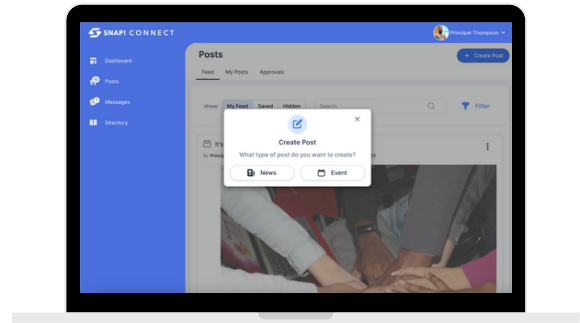 SNAP! CONNECT
Principal Thompson
Dashboard
Posts
Messages
Directory
Posts
+ Create Post
Feed My Posts Approvals
show My Feed Saved Hidden Search
Filter
Create Post
What type of post do you want to create?
News Event
It's
By